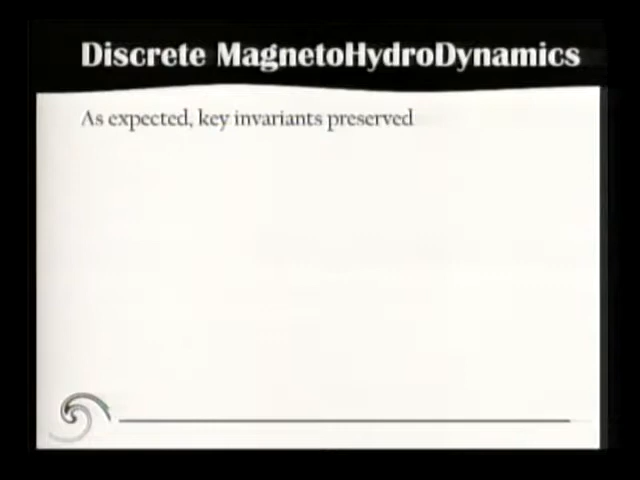 Discrete MagnetoHydroDynamics
As expected, key invariants preserved